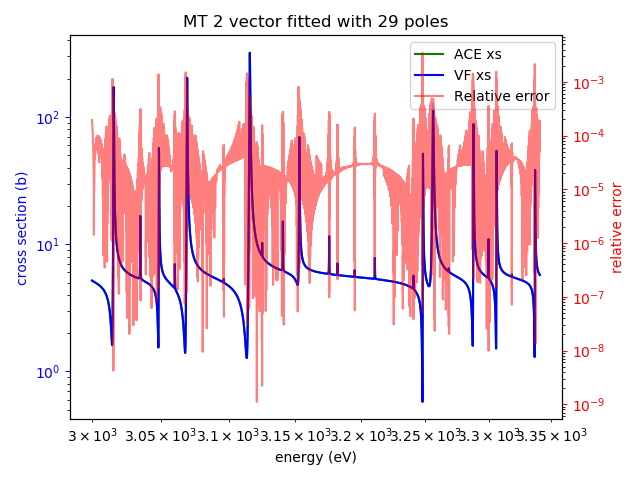 MT 2 vector fitted with 29 poles
ACE xs
VF xs
Relative error
cross section (b)
10²
10¹
10⁰
10⁻³
10⁻⁴
10⁻⁵
10⁻⁶
10⁻⁷
10⁻⁸
10⁻⁹
relative error
3 × 10³ 3.05 × 10³ 3.1 × 10³ 3.15 × 10³ 3.2 × 10³ 3.25 × 10³ 3.3 × 10³ 3.35 × 10³
energy (eV)